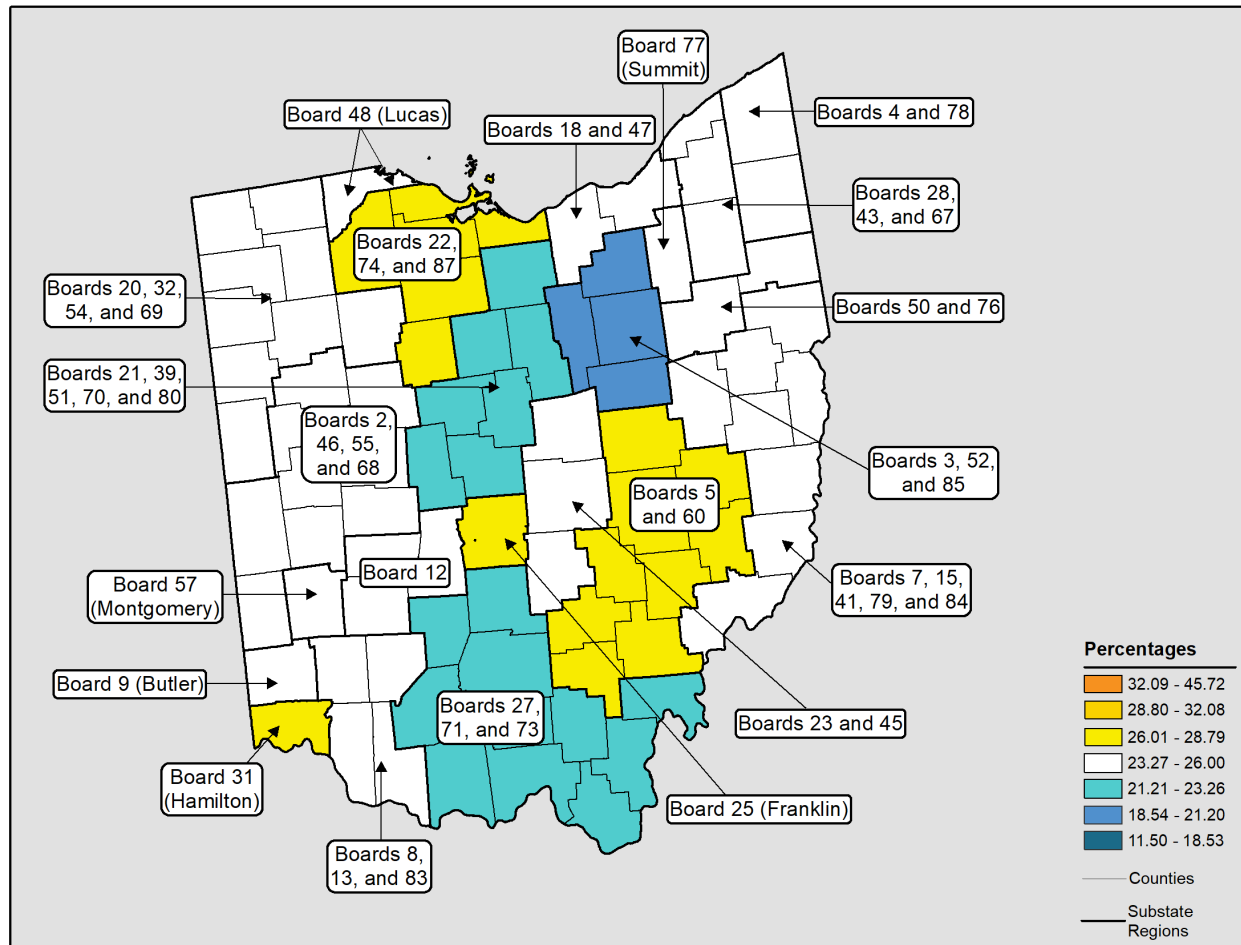 Board 77
(Summit)
Board 48 (Lucas)
Boards 18 and 47
Boards 4 and 78
Boards 28,
43, and 67
Boards 22,
74, and 87
Boards 20, 32,
54, and 69
Boards 50 and 76
Boards 21, 39,
51, 70, and 80
Boards 2,
46, 55,
and 68
Boards 3, 52,
and 85
Boards 5
and 60
Board 12
Board 57
(Montgomery)
Boards 7, 15,
41, 79, and 84
Board 9 (Butler)
Boards 27,
71, and 73
Boards 23 and 45
Board 31
(Hamilton)
Board 25 (Franklin)
Boards 8,
13, and 83
Percentages
32.09 - 45.72
28.80 - 32.08
26.01 - 28.79
23.27 - 26.00
21.21 - 23.26
18.54 - 21.20
11.50 - 18.53
Counties
Substate
Regions